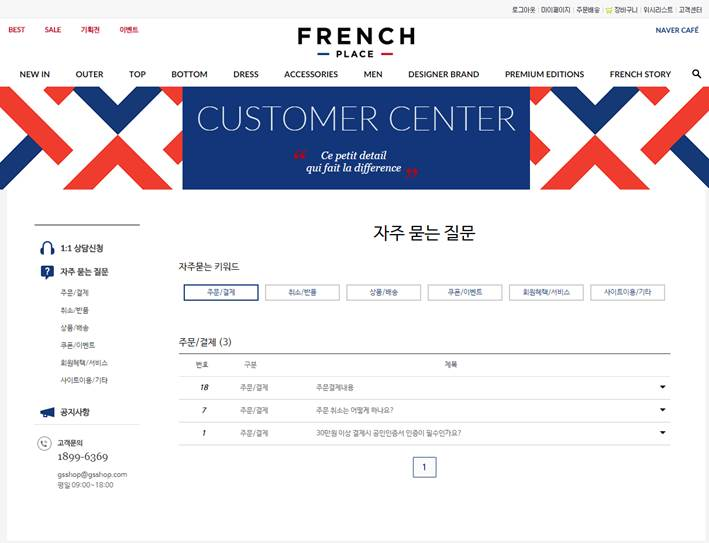 로그아웃 | 마이페이지 | 주문배송 | 장바구니 | 위시리스트 | 고객센터
BEST SALE 기획전 이벤트
FRENCH
PLACE
NAVER CAFÉ
NEW IN OUTER TOP BOTTOM DRESS ACCESSORIES MEN DESIGNER BRAND PREMIUM EDITIONS FRENCH STORY
CUSTOMER CENTER
“ Ce petit detail
qui fait la difference ”
1:1 상담신청
자주 묻는 질문
주문/결제
취소/반품
상품/배송
쿠폰/이벤트
회원혜택/서비스
사이트이용/기타
공지사항
고객문의
1899-6369
gsshop@gsshop.com
평일 09:00~18:00
자주 묻는 질문
자주묻는 키워드
주문/결제 취소/반품 상품/배송 쿠폰/이벤트 회원혜택/서비스 사이트이용/기타
주문/결제 (3)
번호 구분 제목
18 주문/결제 주문결제내용
7 주문/결제 주문 취소는 어떻게 하나요?
1 주문/결제 30만원 이상 결제시 공인인증서 인증이 필수인가요?
1